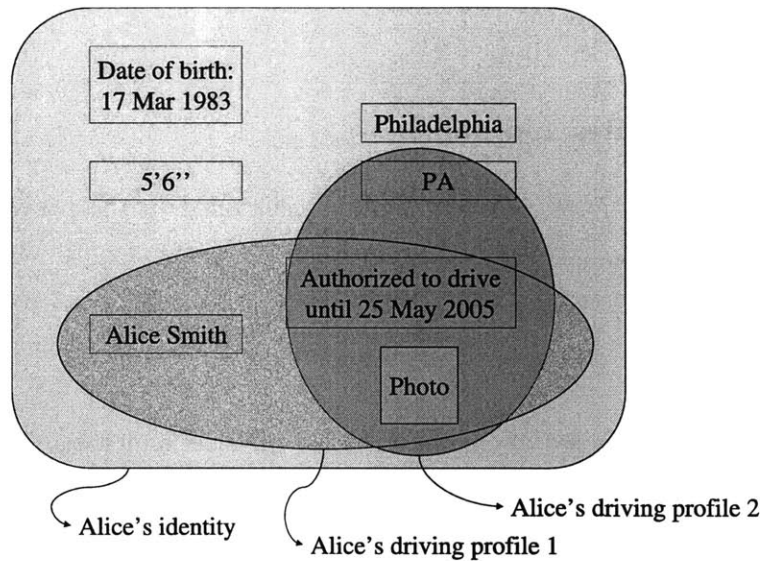 Date of birth:
17 Mar 1983
Philadelphia
5'6''
PA
Authorized to drive
until 25 May 2005
Alice Smith
Photo
Alice's identity
Alice's driving profile 1
Alice's driving profile 2